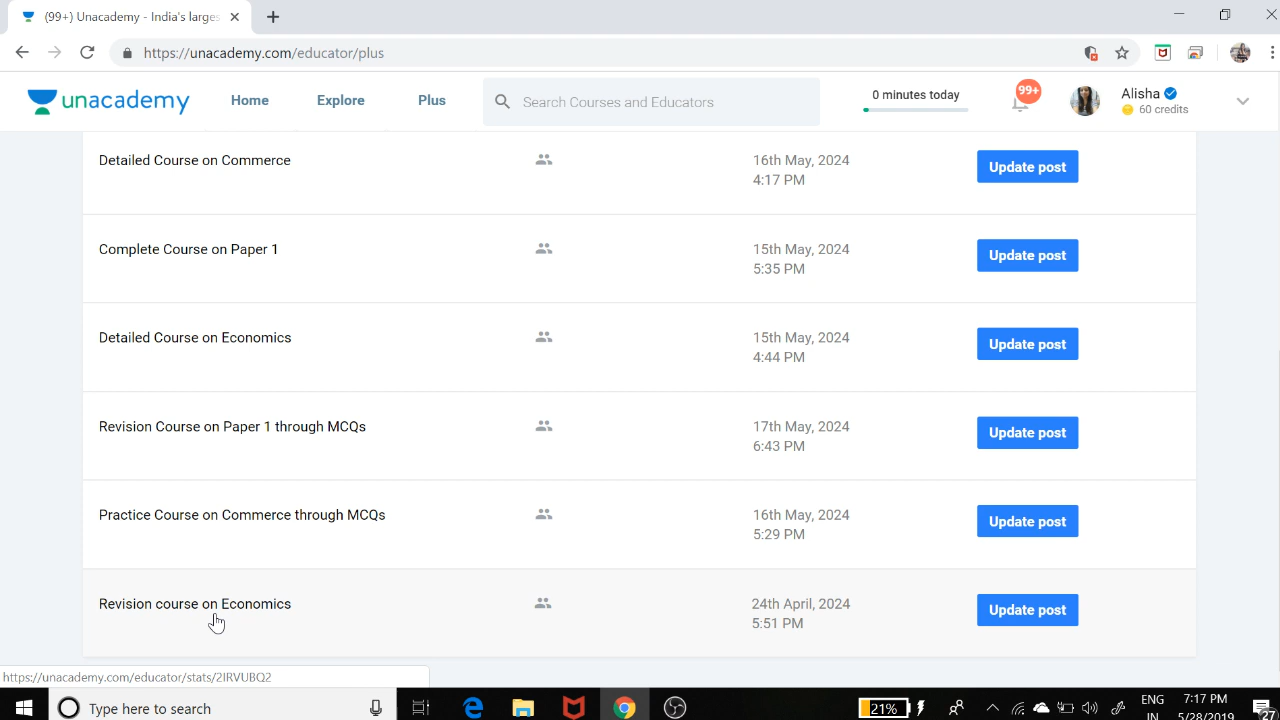 (99+) Unacademy - India's larges
https://unacademy.com/educator/plus
unacademy
Home
Explore
Plus
Search Courses and Educators
0 minutes today
99+
Alisha
60 credits
Detailed Course on Commerce
16th May, 2024
4:17 PM
Update post
Complete Course on Paper 1
15th May, 2024
5:35 PM
Update post
Detailed Course on Economics
15th May, 2024
4:44 PM
Update post
Revision Course on Paper 1 through MCQs
17th May, 2024
6:43 PM
Update post
Practice Course on Commerce through MCQs
16th May, 2024
5:29 PM
Update post
Revision course on Economics
24th April, 2024
5:51 PM
Update post
https://unacademy.com/educator/stats/2IRVUBQ2
Type here to search
21%
ENG
IN
7:17 PM
5/28/2019
27